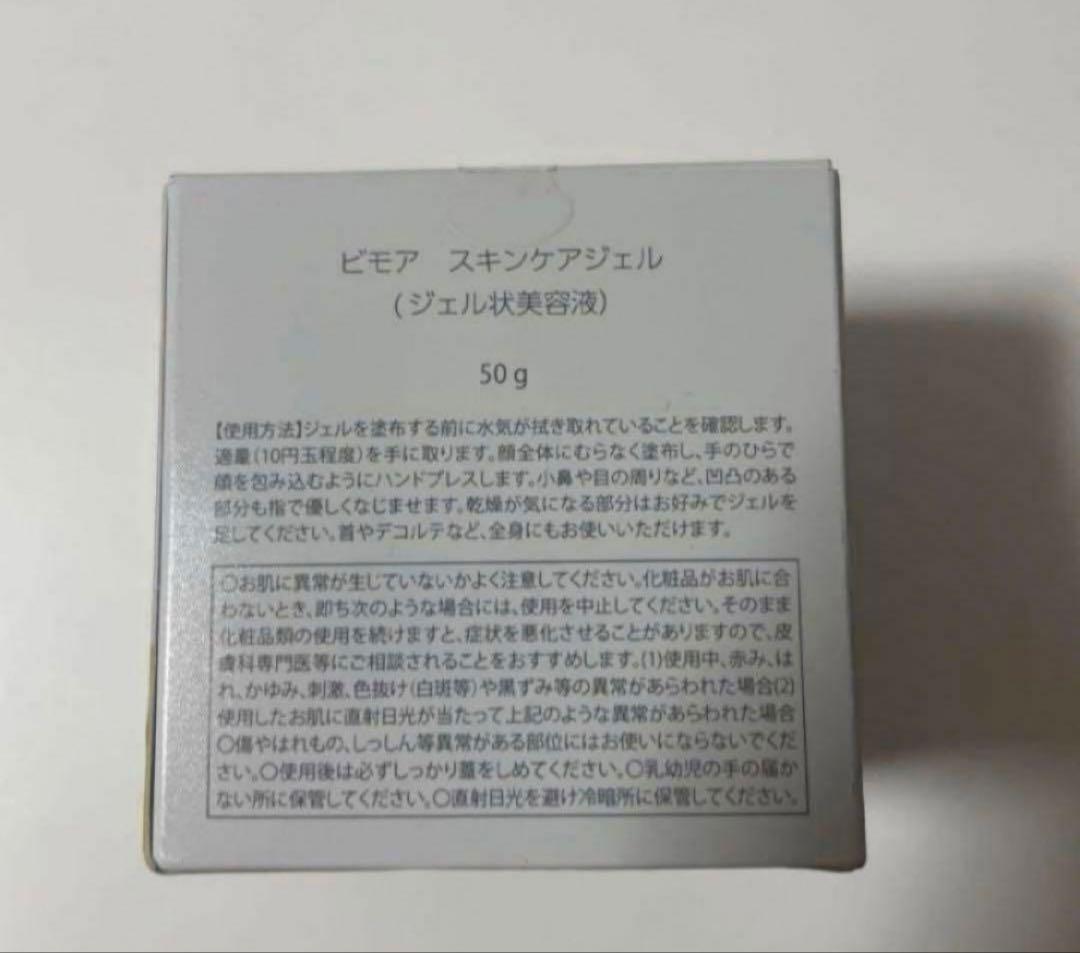 ビモア　スキンケアジェル
(ジェル状美容液)
50 g
【使用方法】ジェルを塗布する前に水気が拭き取れていることを確認します。
適量(10円玉程度)を手に取ります。顔全体にむらなく塗布し、手のひらで
顔を包み込むようにハンドプレスします。小鼻や目の周りなど、凹凸のある
部分も指で優しくなじませます。乾燥が気になる部分はお好みでジェルを
足してください。首やデコルテなど、全身にもお使いいただけます。
○お肌に異常が生じていないかよく注意してください。化粧品がお肌に合
わないとき、即ち次のような場合には、使用を中止してください。そのまま
化粧品類の使用を続けますと、症状を悪化させることがありますので、皮
膚科専門医等にご相談されることをおすすめします。(1)使用中、赤み、は
れ、かゆみ、刺激、色抜け(白斑等)や黒ずみ等の異常があらわれた場合(2)
使用したお肌に直射日光が当たって上記のような異常があらわれた場合
○傷やはれもの、しっしん等異常がある部位にはお使いにならないでくだ
さい。○使用後は必ずしっかり蓋をしめてください。○乳幼児の手の届か
ない所に保管してください。○直射日光を避け冷暗所に保管してください。